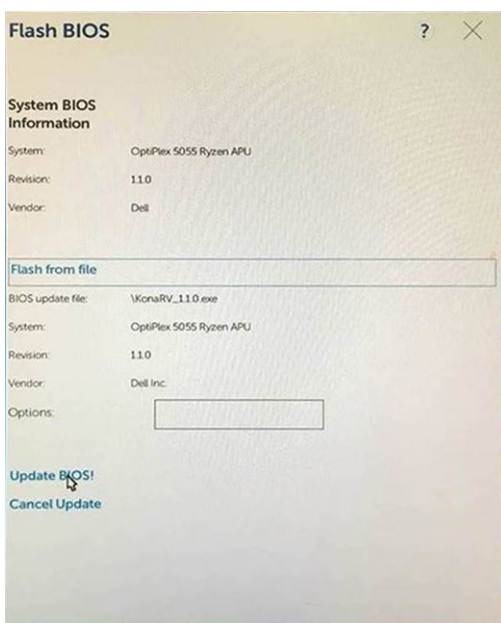 Flash BIOS
?
System BIOS
Information
System: OptiPlex 5055 Ryzen APU
Revision: 1.1.0
Vendor: Dell
Flash from file
BIOS update file: \KonaRV_1.1.0.exe
System: OptiPlex 5055 Ryzen APU
Revision: 1.1.0
Vendor: Dell Inc.
Options:
Update BIOS!
Cancel Update